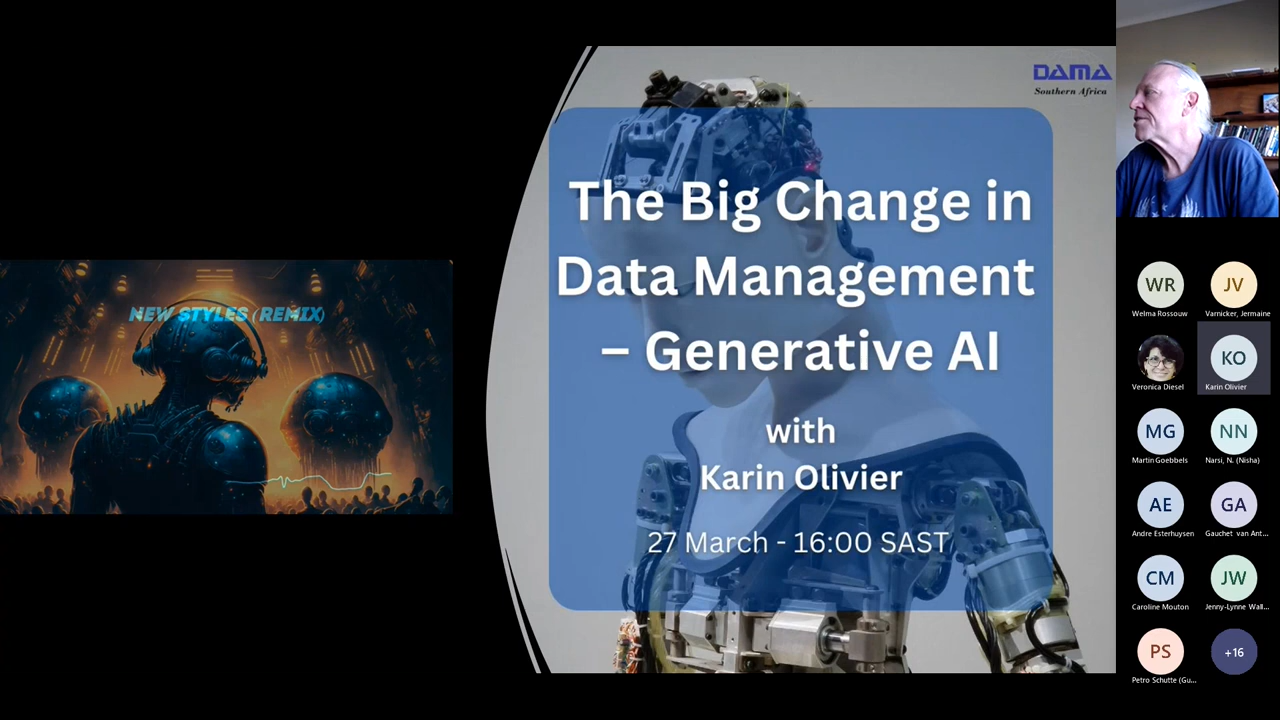 NEW STYLES (REMIX)
DAMA
Southern Africa
The Big Change in
Data Management
– Generative AI
with
Karin Olivier
27 March - 16:00 SAST
WR
Welma Rossouw
JV
Varnicker, Jermaine
Veronica Diesel
KO
Karin Olivier
MG
Martin Goebbels
NN
Narsi, N. (Nisha)
AE
Andre Esterhuysen
GA
Gauchet van Ant...
CM
Caroline Mouton
JW
Jenny-Lynne Wall...
PS
Petro Schutte (Gu...
+16